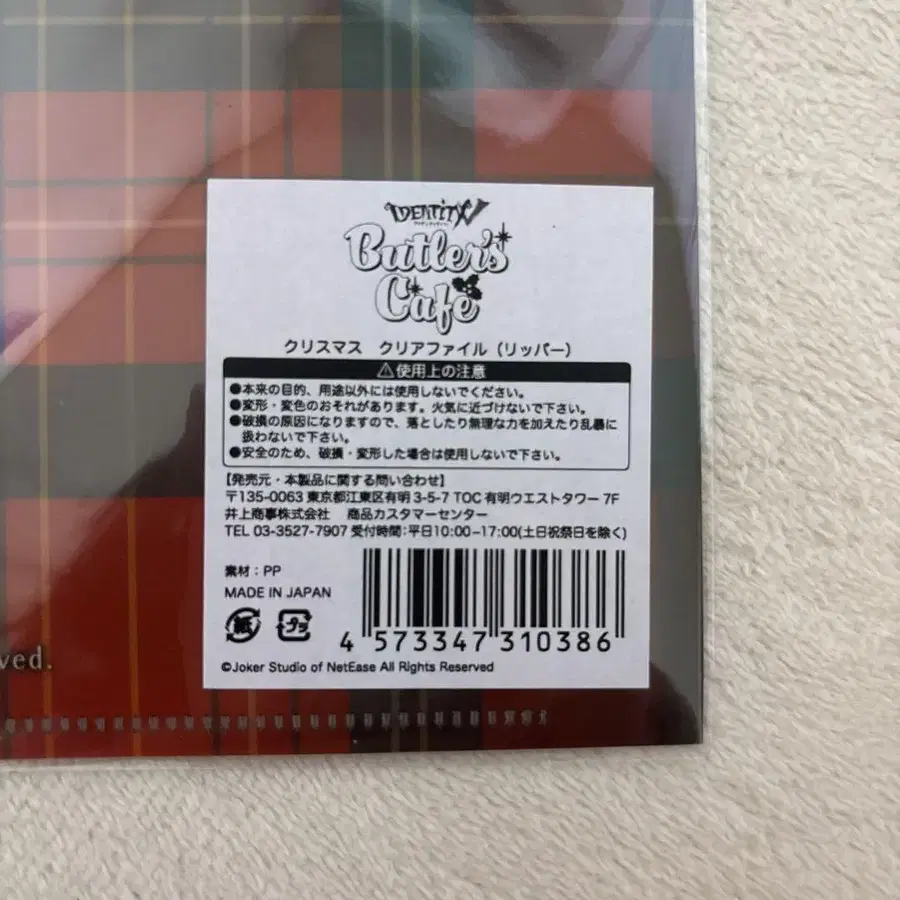 IDENTITY V
Butler's
Cafe
クリスマス クリアファイル（リッパー）
⚠使用上の注意
●本来の目的、用途以外には使用しないでください。
●変形・変色のおそれがあります。火気に近づけないで下さい。
●破損の原因になりますので、落としたり無理な力を加えたり乱暴に
扱わないで下さい。
●安全のため、破損・変形した場合は使用しないで下さい。
【発売元・本製品に関する問い合わせ】
〒135-0063 東京都江東区有明 3-5-7 TOC 有明ウエストタワー 7F
井上商事株式会社 商品カスタマーセンター
TEL 03-3527-7907 受付時間：平日10:00-17:00(土日祝祭日を除く)
素材：PP
MADE IN JAPAN
紙 プラ
4 573347 310386
©Joker Studio of NetEase All Rights Reserved
ved.